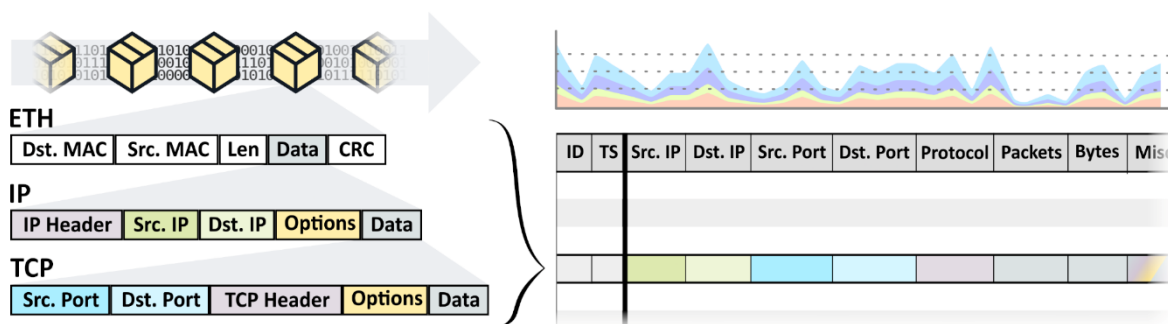 ETH
Dst. MAC Src. MAC Len Data CRC
IP
IP Header Src. IP Dst. IP Options Data
TCP
Src. Port Dst. Port TCP Header Options Data
ID TS Src. IP Dst. IP Src. Port Dst. Port Protocol Packets Bytes Misc